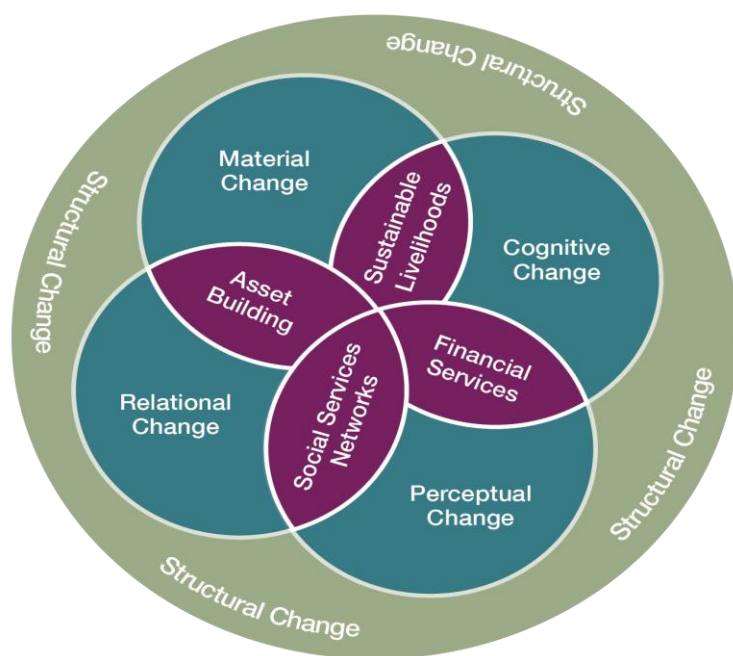 Structural Change
Material
Change
Sustainable
Livelihoods
Structural Change
Cognitive
Change
Asset
Building
Financial
Services
Relational
Change
Social Services
Networks
Structural Change
Perceptual
Change
Structural Change